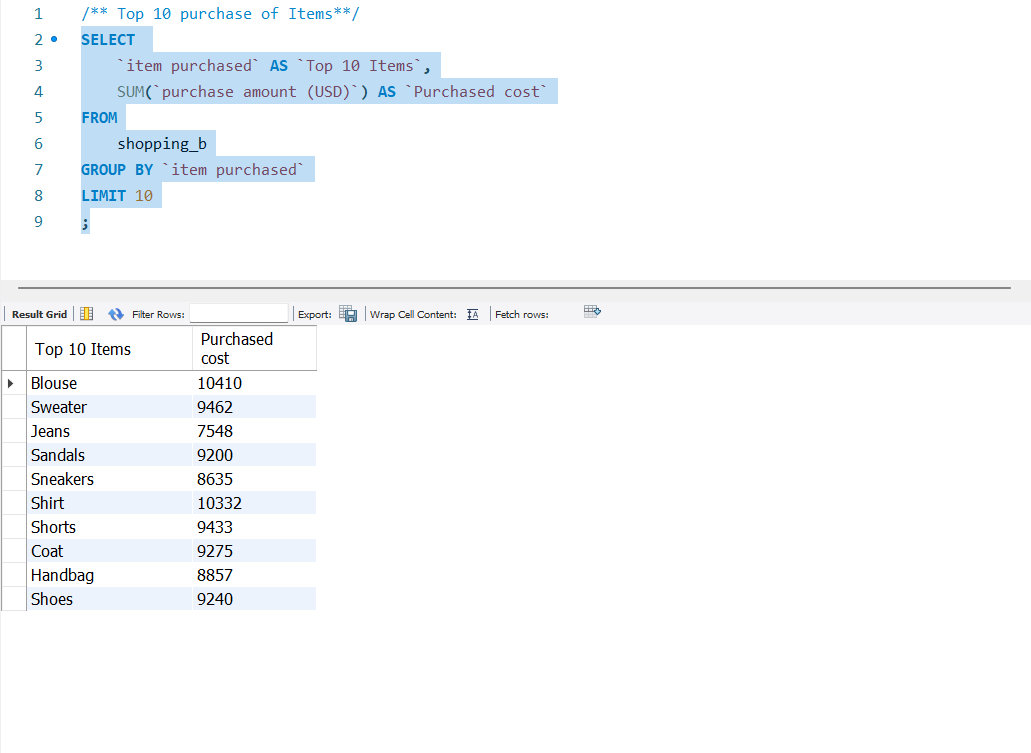 1 /** Top 10 purchase of Items**/
2 SELECT
3 `item purchased` AS `Top 10 Items`,
4 SUM(`purchase amount (USD)`) AS `Purchased cost`
5 FROM
6 shopping_b
7 GROUP BY `item purchased`
8 LIMIT 10
9 ;
Result Grid Filter Rows: Export: Wrap Cell Content: IA Fetch rows:
Top 10 Items Purchased
cost
Blouse 10410
Sweater 9462
Jeans 7548
Sandals 9200
Sneakers 8635
Shirt 10332
Shorts 9433
Coat 9275
Handbag 8857
Shoes 9240